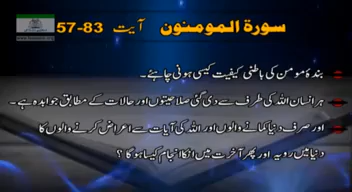 سورة المومنون آیت 83-57
بندۂ مومن کی باطنی کیفیت کیسی ہونی چاہئے۔
ہر انسان اللہ کی طرف سے دی گئی صلاحیتوں اور حالات کے مطابق جوابدہ ہے۔
اور صرف دنیا کمانے والوں اور اللہ کی آیات سے اعراض کرنے والوں کا
دنیا میں رویہ اور پھر آخرت میں انکا انجام کیسا ہوگا؟